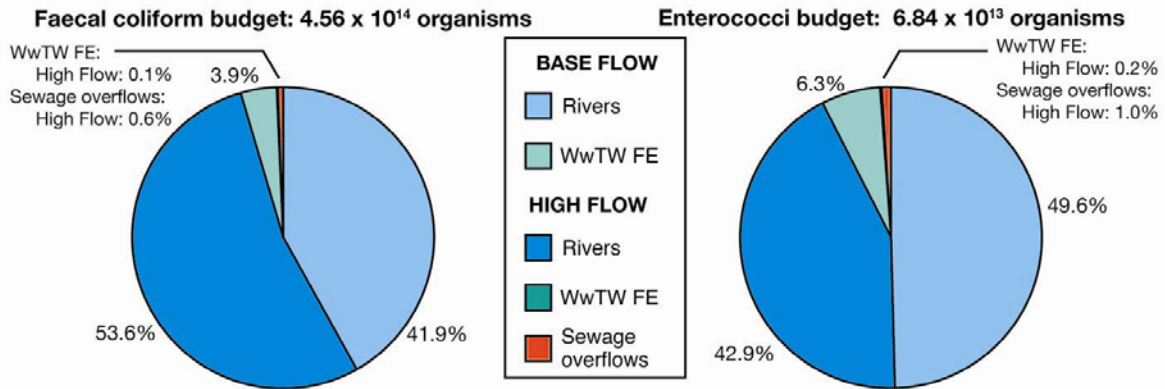 Faecal coliform budget: 4.56 x 10¹⁴ organisms
WwTW FE:
High Flow: 0.1%
Sewage overflows:
High Flow: 0.6%
3.9%
53.6%
41.9%
BASE FLOW
Rivers
WwTW FE
HIGH FLOW
Rivers
WwTW FE
Sewage
overflows
Enterococci budget: 6.84 x 10¹³ organisms
WwTW FE:
High Flow: 0.2%
Sewage overflows:
High Flow: 1.0%
6.3%
49.6%
42.9%